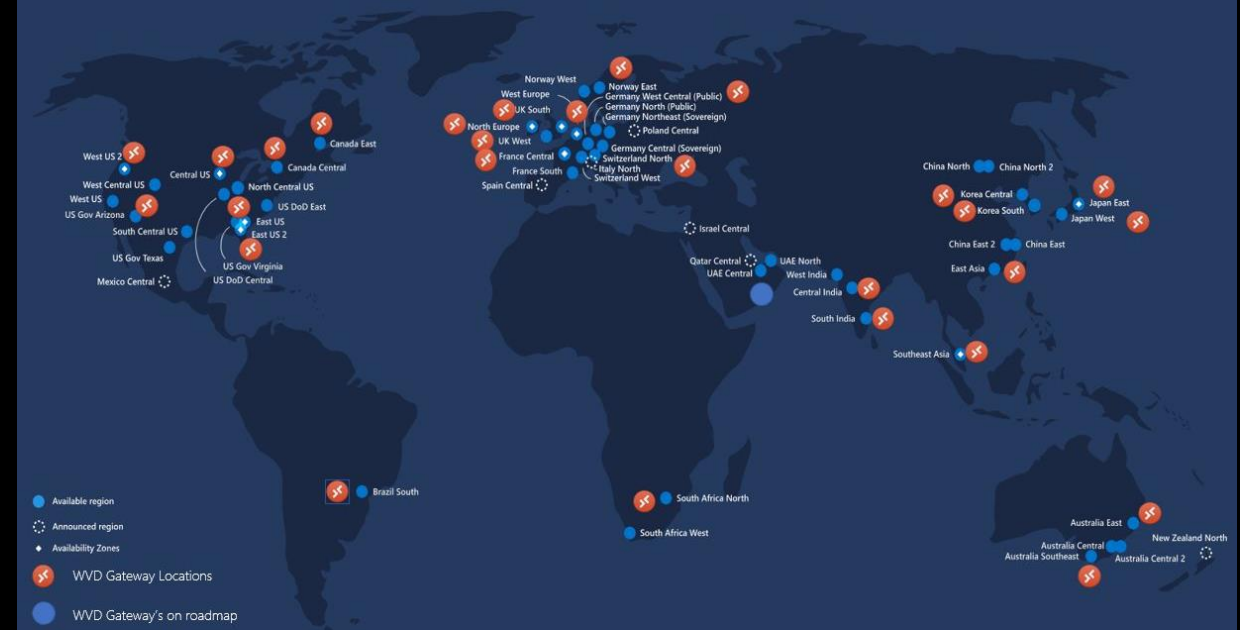 Norway West
Norway East
West Europe
Germany West Central (Public)
Germany North (Public)
Germany Northeast (Sovereign)
UK South
North Europe
Poland Central
UK West
Germany Central (Sovereign)
France Central
Switzerland North
Italy North
France South
Switzerland West
Spain Central
Canada East
West US 2
Canada Central
Central US
West Central US
North Central US
West US
US DoD East
US Gov Arizona
East US
South Central US
East US 2
US Gov Texas
US Gov Virginia
Mexico Central
US DoD Central
China North
China North 2
Korea Central
Japan East
Korea South
Japan West
Israel Central
China East 2
China East
Qatar Central
UAE North
UAE Central
West India
East Asia
Central India
South India
Southeast Asia
Brazil South
South Africa North
South Africa West
Australia East
New Zealand North
Australia Central
Australia Southeast
Australia Central 2
Available region
Announced region
Availability Zones
WVD Gateway Locations
WVD Gateway's on roadmap